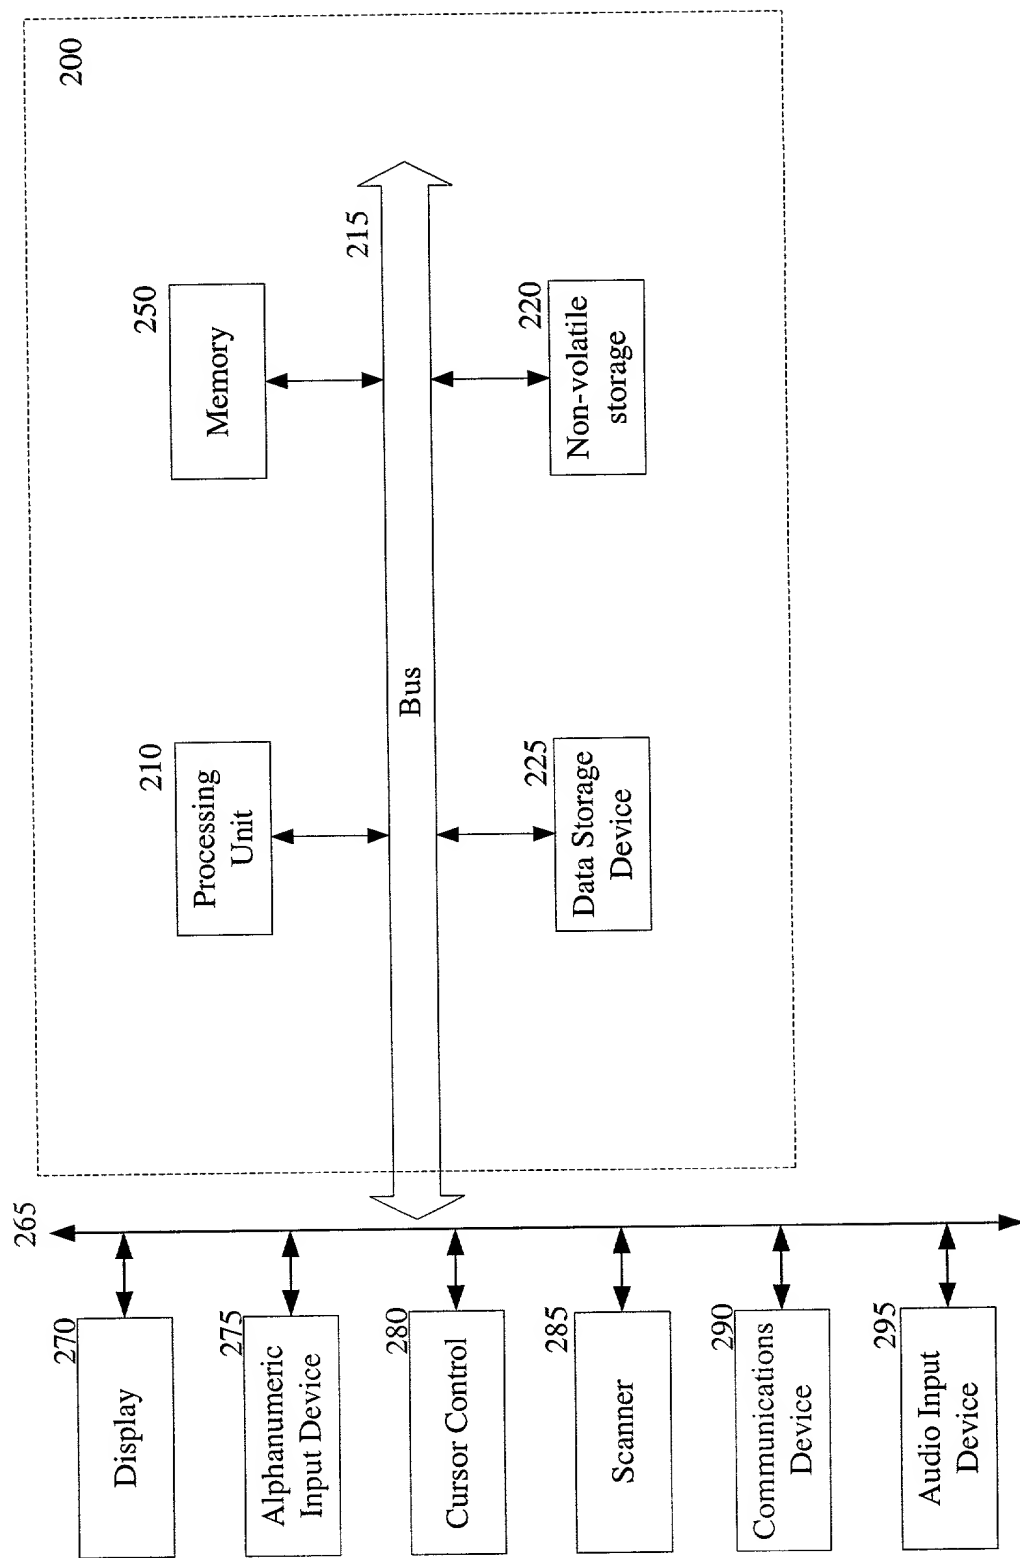 200
250
Memory
215
220
Non-volatile
storage
210
Processing
Unit
Bus
225
Data Storage
Device
265
270
Display
275
Alphanumeric
Input Device
280
Cursor Control
285
Scanner
290
Communications
Device
295
Audio Input
Device